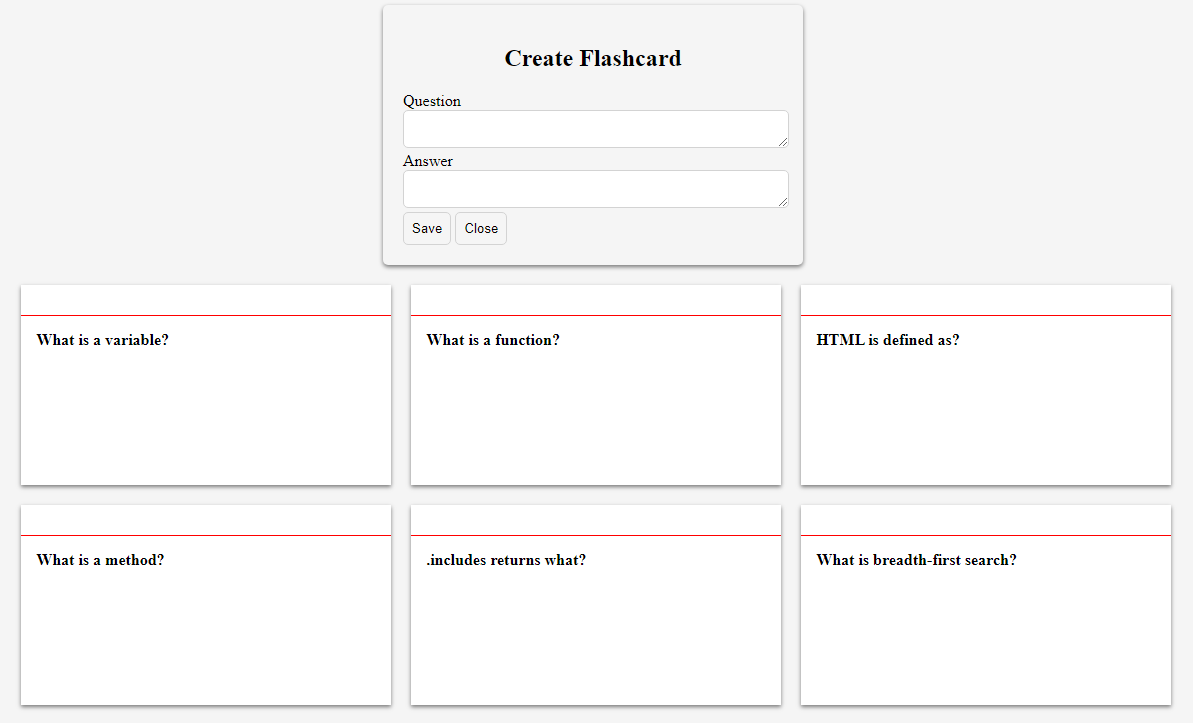 Create Flashcard
Question
Answer
Save Close
What is a variable?
What is a function?
HTML is defined as?
What is a method?
.includes returns what?
What is breadth-first search?